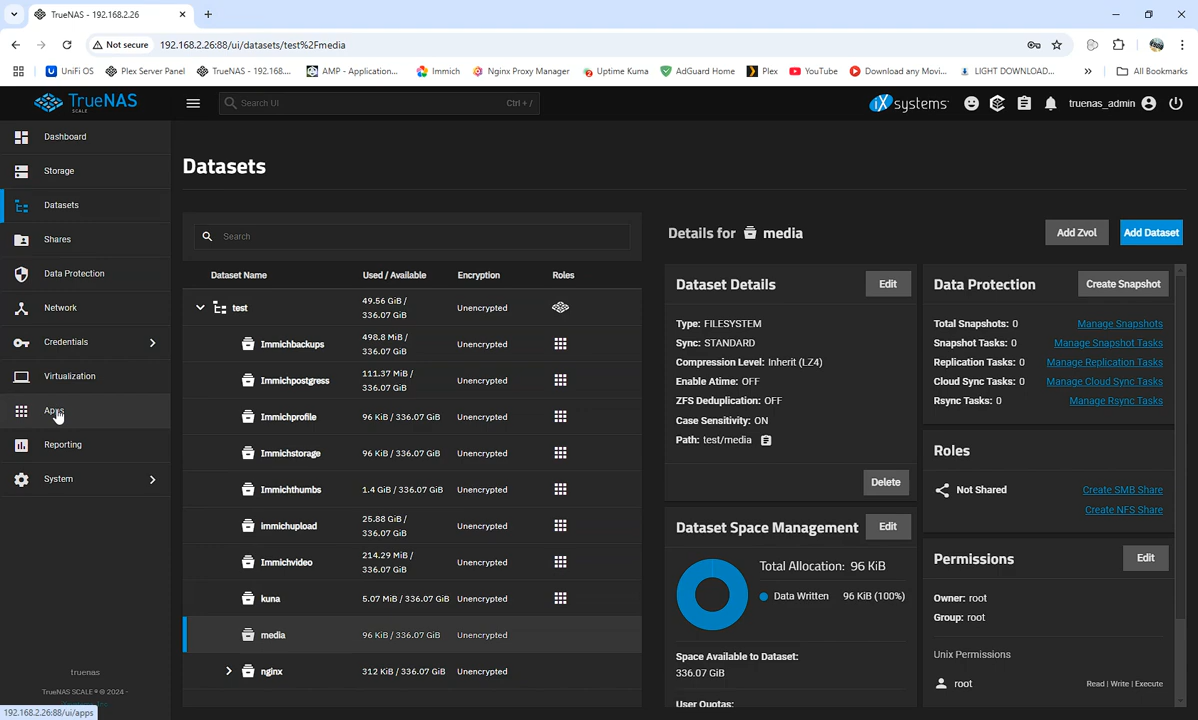 TrueNAS - 192.168.2.26
Not secure
192.168.2.26:88/ui/datasets/test%2Fmedia
UniFi OS
Plex Server Panel
TrueNAS - 192.168....
AMP - Application...
Immich
Nginx Proxy Manager
Uptime Kuma
AdGuard Home
Plex
YouTube
Download any Movi...
LIGHT DOWNLOAD...
All Bookmarks
TrueNAS
SCALE
Search UI
Ctrl + /
iXsystems
truenas_admin
Dashboard
Storage
Datasets
Shares
Data Protection
Network
Credentials
Virtualization
Apps
Reporting
System
truenas
TrueNAS SCALE ® © 2024 -
192.168.2.26:88/ui/apps
Datasets
Search
Dataset Name
Used / Available
Encryption
Roles
test
49.56 GiB /
336.07 GiB
Unencrypted
Immichbackups
498.8 MiB /
336.07 GiB
Unencrypted
Immichpostgress
111.37 MiB /
336.07 GiB
Unencrypted
Immichprofile
96 KiB / 336.07 GiB
Unencrypted
Immichstorage
96 KiB / 336.07 GiB
Unencrypted
Immichthumbs
1.4 GiB / 336.07 GiB
Unencrypted
immichupload
25.88 GiB /
336.07 GiB
Unencrypted
Immichvideo
214.29 MiB /
336.07 GiB
Unencrypted
kuna
5.07 MiB / 336.07 GiB
Unencrypted
media
96 KiB / 336.07 GiB
Unencrypted
nginx
312 KiB / 336.07 GiB
Unencrypted
Details for media
Add Zvol
Add Dataset
Dataset Details
Edit
Type: FILESYSTEM
Sync: STANDARD
Compression Level: Inherit (LZ4)
Enable Atime: OFF
ZFS Deduplication: OFF
Case Sensitivity: ON
Path: test/media
Delete
Dataset Space Management
Edit
Total Allocation: 96 KiB
Data Written
96 KiB (100%)
Space Available to Dataset:
336.07 GiB
User Quotas:
Data Protection
Create Snapshot
Total Snapshots: 0
Manage Snapshots
Snapshot Tasks: 0
Manage Snapshot Tasks
Replication Tasks: 0
Manage Replication Tasks
Cloud Sync Tasks: 0
Manage Cloud Sync Tasks
Rsync Tasks: 0
Manage Rsync Tasks
Roles
Not Shared
Create SMB Share
Create NFS Share
Permissions
Edit
Owner: root
Group: root
Unix Permissions
root
Read | Write | Execute